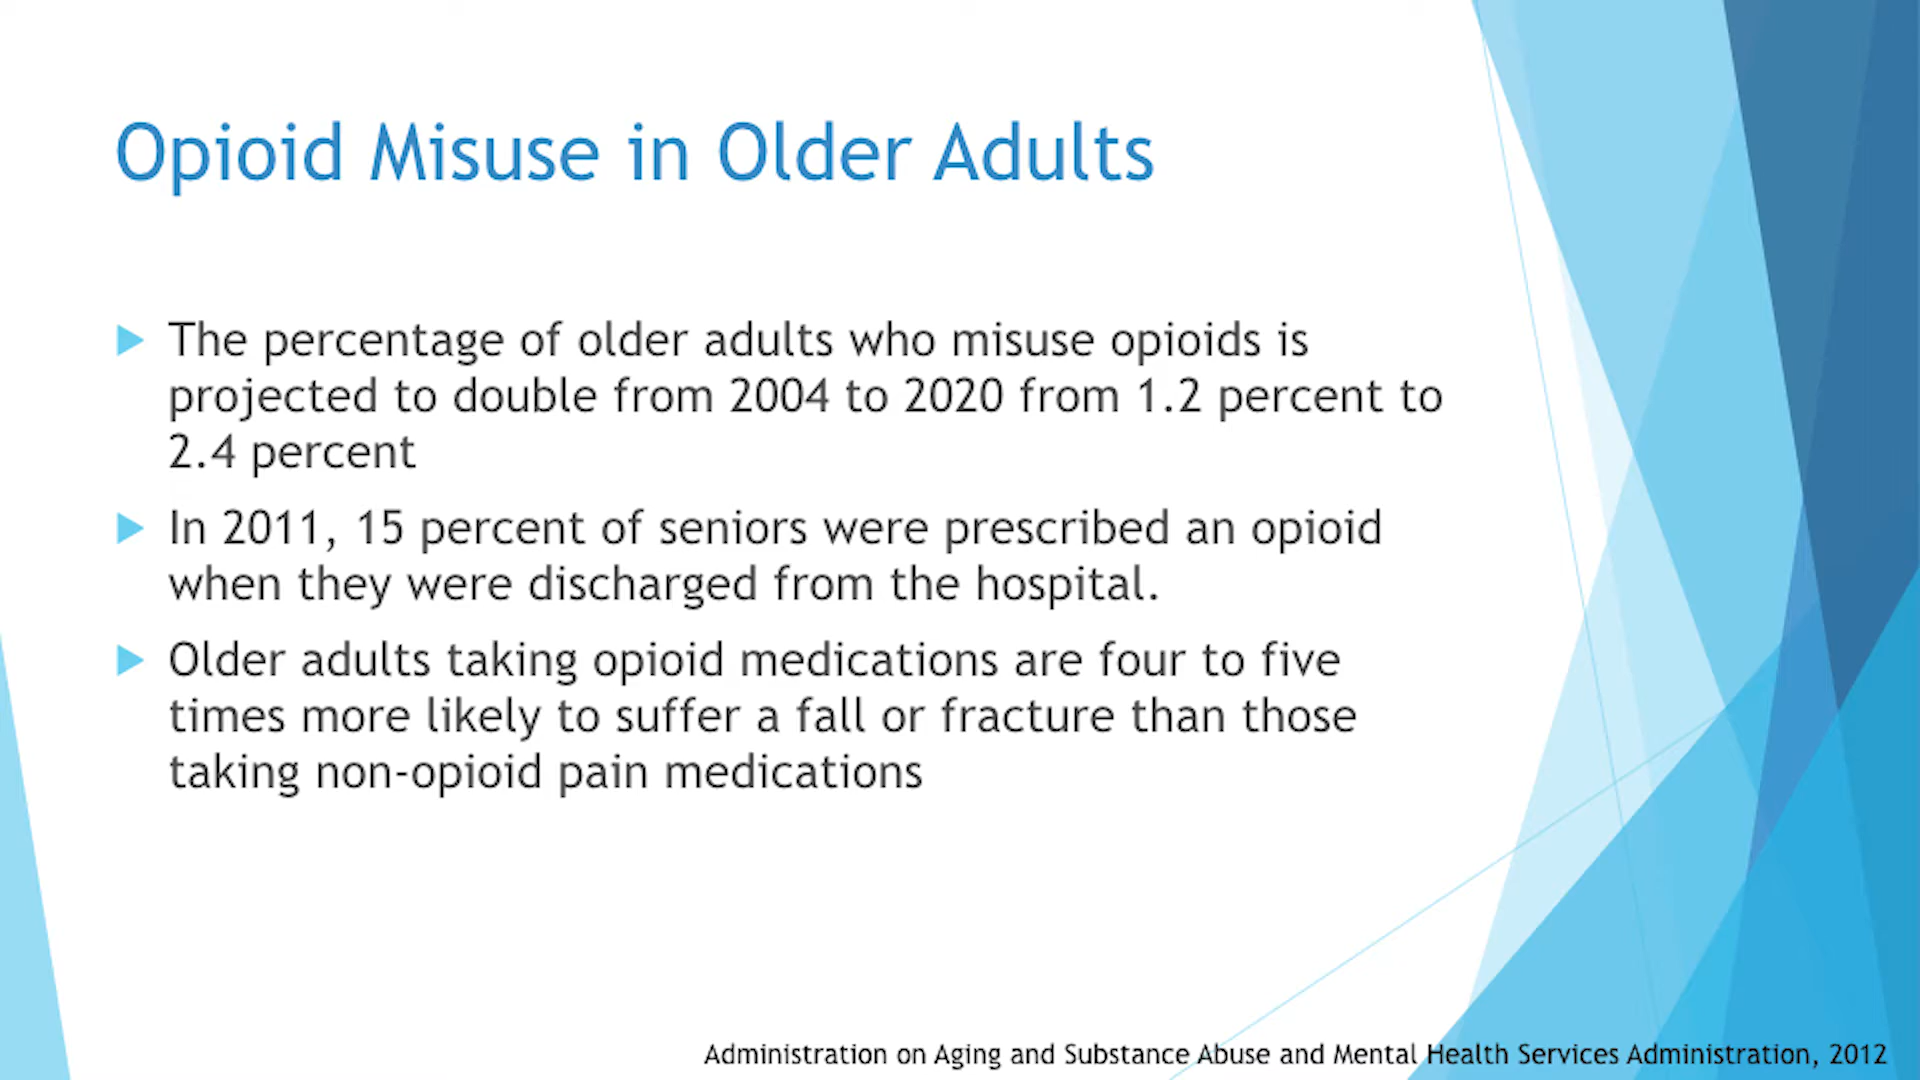 Opioid Misuse in Older Adults
The percentage of older adults who misuse opioids is
projected to double from 2004 to 2020 from 1.2 percent to
2.4 percent
In 2011, 15 percent of seniors were prescribed an opioid
when they were discharged from the hospital.
Older adults taking opioid medications are four to five
times more likely to suffer a fall or fracture than those
taking non-opioid pain medications
Administration on Aging and Substance Abuse and Mental Health Services Administration, 2012